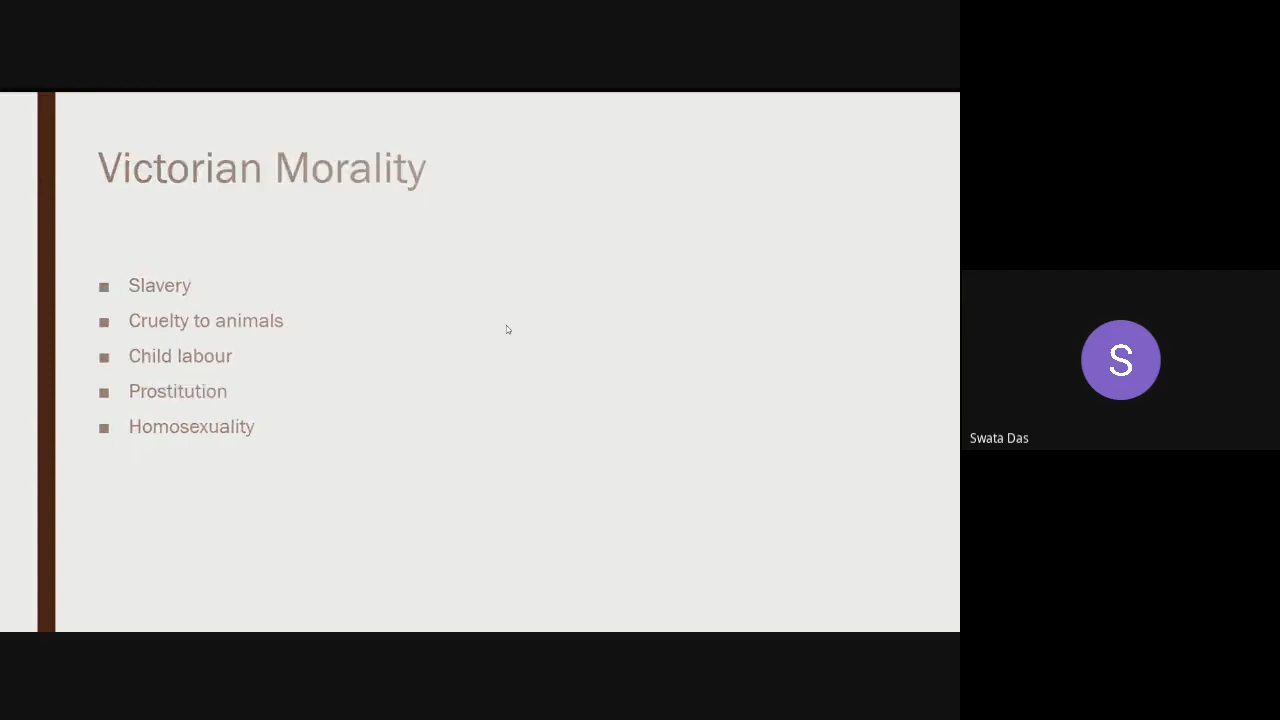 Victorian Morality
Slavery
Cruelty to animals
Child labour
Prostitution
Homosexuality
S
Swata Das